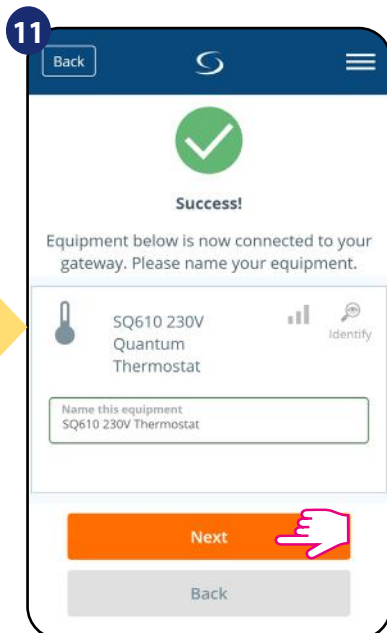 11
Back
Success!
Equipment below is now connected to your
gateway. Please name your equipment.
SQ610 230V
Quantum
Thermostat
Identify
Name this equipment
SQ610 230V Thermostat
Next
Back